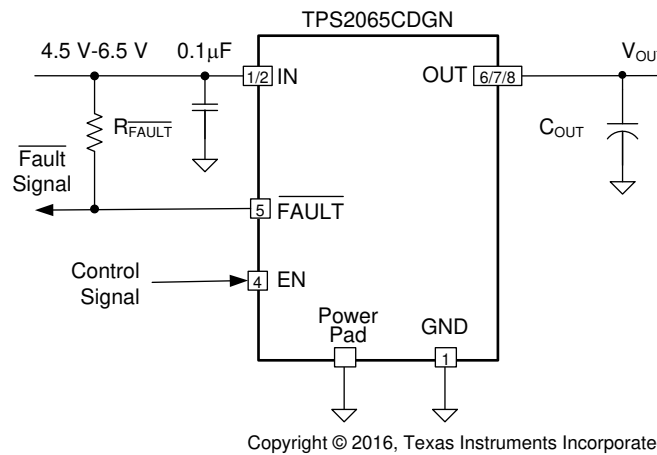 TPS2065CDGN
4.5 V-6.5 V
0.1µF
1/2
IN
OUT
6/7/8
VOUT
RFAULT
COUT
Fault
Signal
5
FAULT
Control
Signal
4
EN
Power
Pad
GND
1
Copyright © 2016, Texas Instruments Incorporate